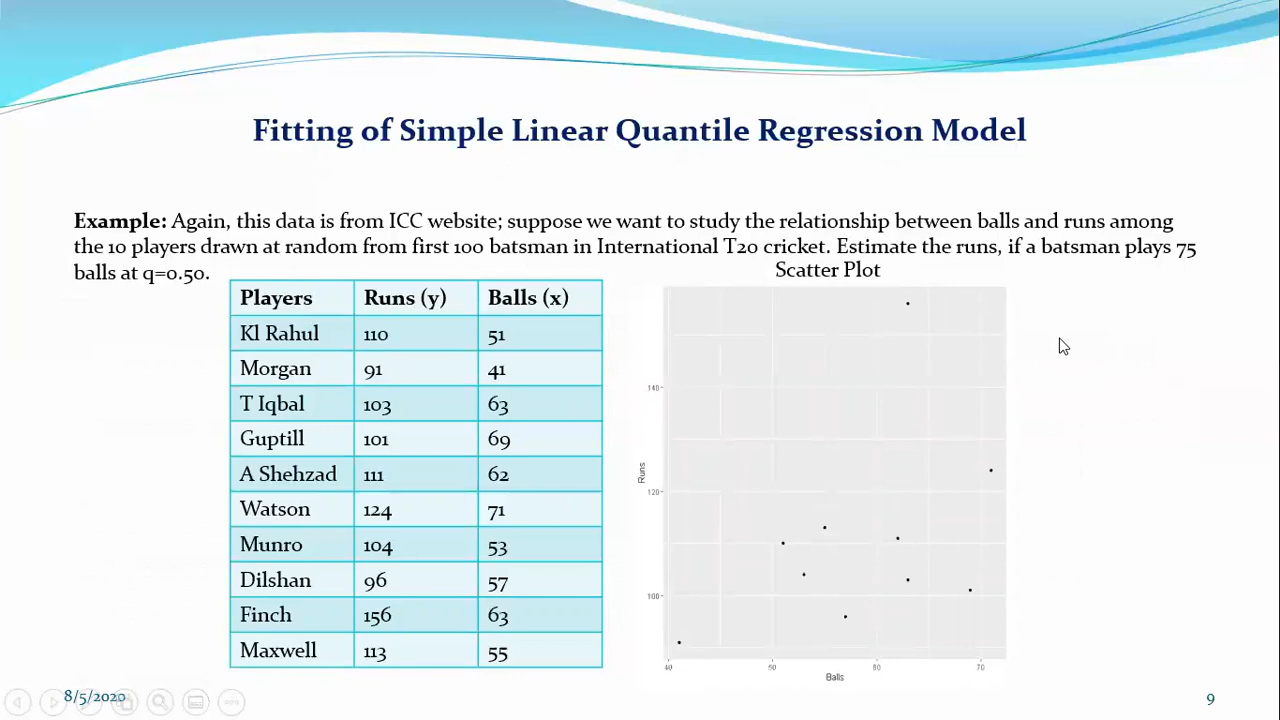 Fitting of Simple Linear Quantile Regression Model
Example: Again, this data is from ICC website; suppose we want to study the relationship between balls and runs among
the 10 players drawn at random from first 100 batsman in International T20 cricket. Estimate the runs, if a batsman plays 75
balls at q=0.50.
Scatter Plot
Players Runs (y) Balls (x)
Kl Rahul 110 51
Morgan 91 41
T Iqbal 103 63
Guptill 101 69
A Shehzad 111 62
Watson 124 71
Munro 104 53
Dilshan 96 57
Finch 156 63
Maxwell 113 55
140
120
100
Runs
40 50 60 70
Balls
8/5/2020
9